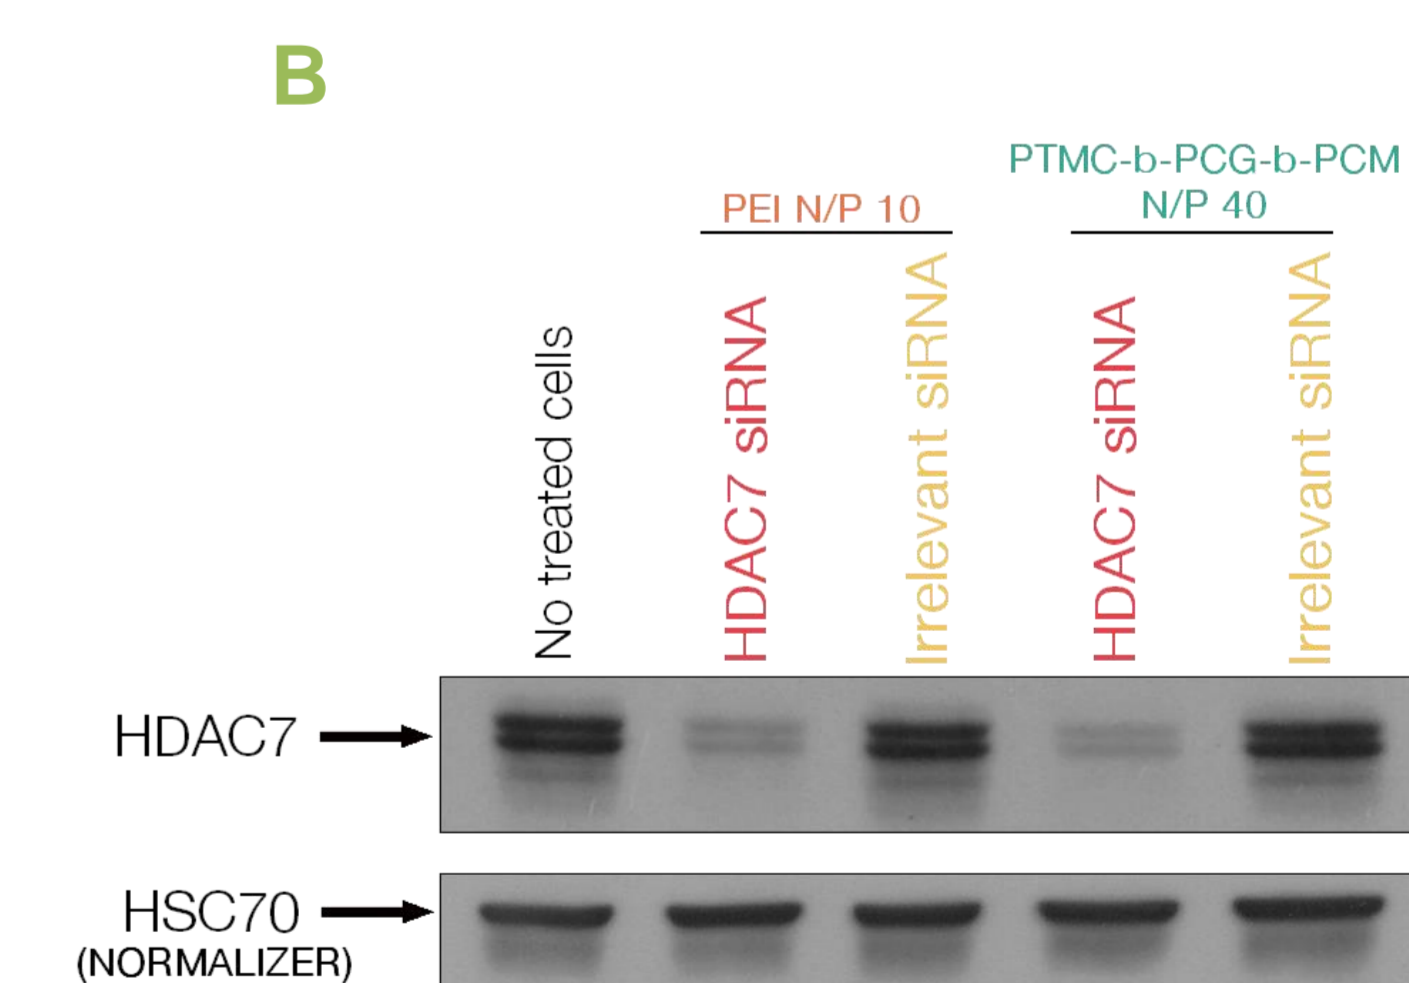 B
PEI N/P 10
PTMC-b-PCG-b-PCM
N/P 40
No treated cells
HDAC7 siRNA
Irrelevant siRNA
HDAC7 siRNA
Irrelevant siRNA
HDAC7
HSC70
(NORMALIZER)